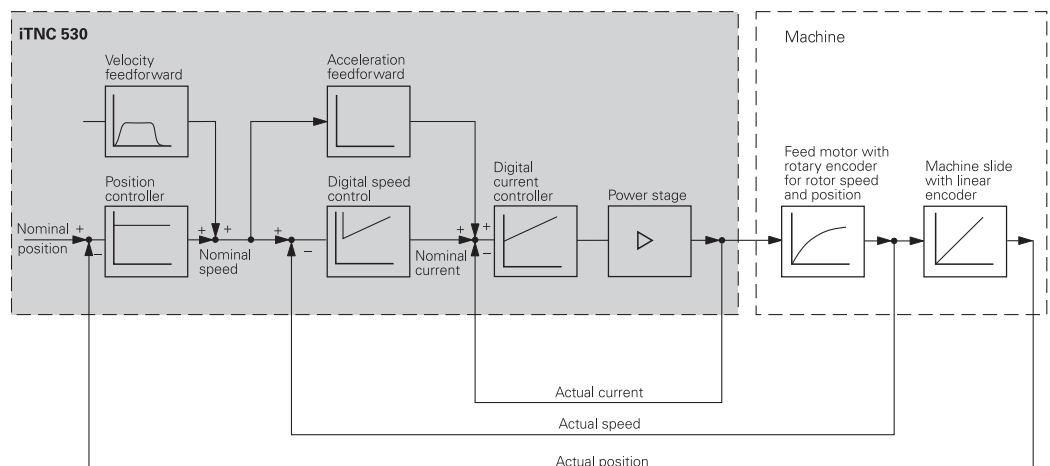 iTNC 530
Machine
Velocity
feedforward
Acceleration
feedforward
Position
controller
Digital speed
control
Digital
current
controller
Power stage
Feed motor with
rotary encoder
for rotor speed
and position
Machine slide
with linear
encoder
Nominal
position
+
–
+
+
Nominal
speed
+
–
+
+
–
Nominal
current
Actual current
Actual speed
Actual position